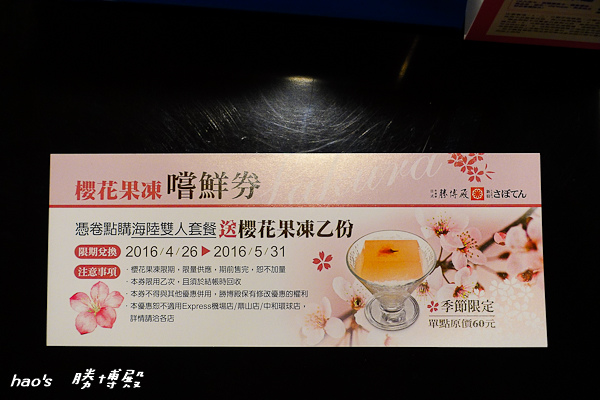 櫻花果凍 嚐鮮券
勝博殿 さぼてん
憑卷點購海陸雙人套餐 送櫻花果凍乙份
限期兌換 2016/4/26▶2016/5/31
注意事項
・櫻花果凍限期，限量供應，期前售完，恕不加量
・本券限用乙次，且須於結帳時回收
・本券不得與其他優惠併用，勝博殿保有修改優惠的權利
・本優惠恕不適用Express機場店/龍山店/中和環球店，
詳情請洽各店
季節限定
單點原價60元
hao's 勝博殿